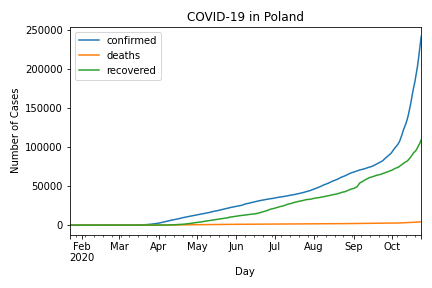 COVID-19 in Poland
confirmed
deaths
recovered
Number of Cases
250000
200000
150000
100000
50000
0
Feb Mar Apr May Jun Jul Aug Sep Oct
2020
Day